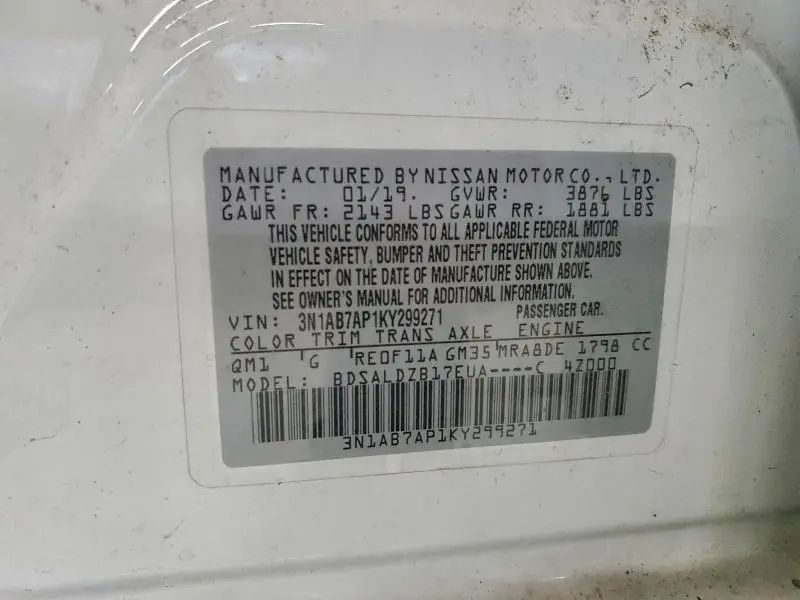 MANUFACTURED BY NISSAN MOTOR CO., LTD.
DATE: 01/19. GVWR: 3876 LBS
GAWR FR: 2143 LBS GAWR RR: 1881 LBS
THIS VEHICLE CONFORMS TO ALL APPLICABLE FEDERAL MOTOR
VEHICLE SAFETY, BUMPER AND THEFT PREVENTION STANDARDS
IN EFFECT ON THE DATE OF MANUFACTURE SHOWN ABOVE.
SEE OWNER'S MANUAL FOR ADDITIONAL INFORMATION.
VIN: 3N1AB7AP1KY299271 PASSENGER CAR.
COLOR TRIM TRANS AXLE ENGINE
QM1 G RE0F11A GM35 MRA8DE 1798 CC
MODEL: BDSALDZB17EUA----C 4Z000
3N1AB7AP1KY299271